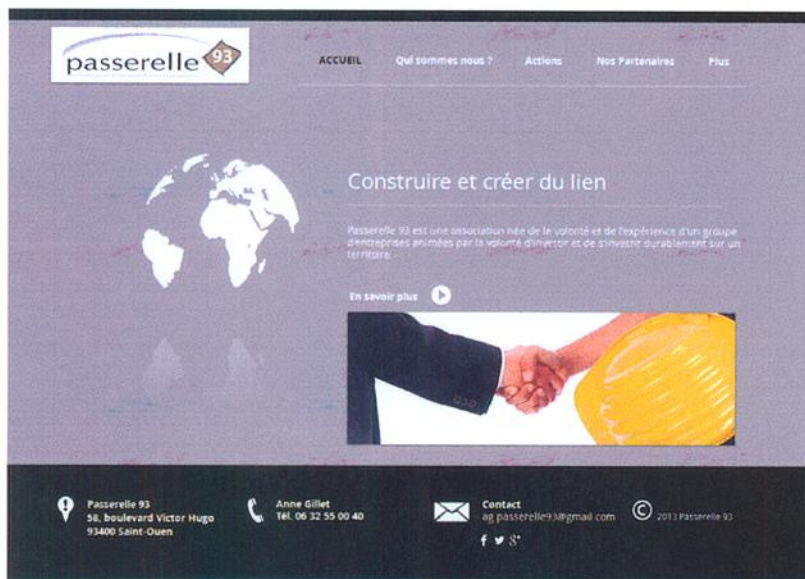 passerelle 93
ACCUEIL Qui sommes nous ? Actions Nos Partenaires Plus
Construire et créer du lien
Passerelle 93 est une association née de la volonté et de l'expérience d'un groupe
d'entreprises animées par la volonté d'investir et de s'investir durablement sur un
territoire.
En savoir plus
Passerelle 93
58, boulevard Victor Hugo
93400 Saint-Ouen
Anne Gillet
Tél. 06 32 55 00 40
Contact
ag.passerelle93@gmail.com
© 2013 Passerelle 93